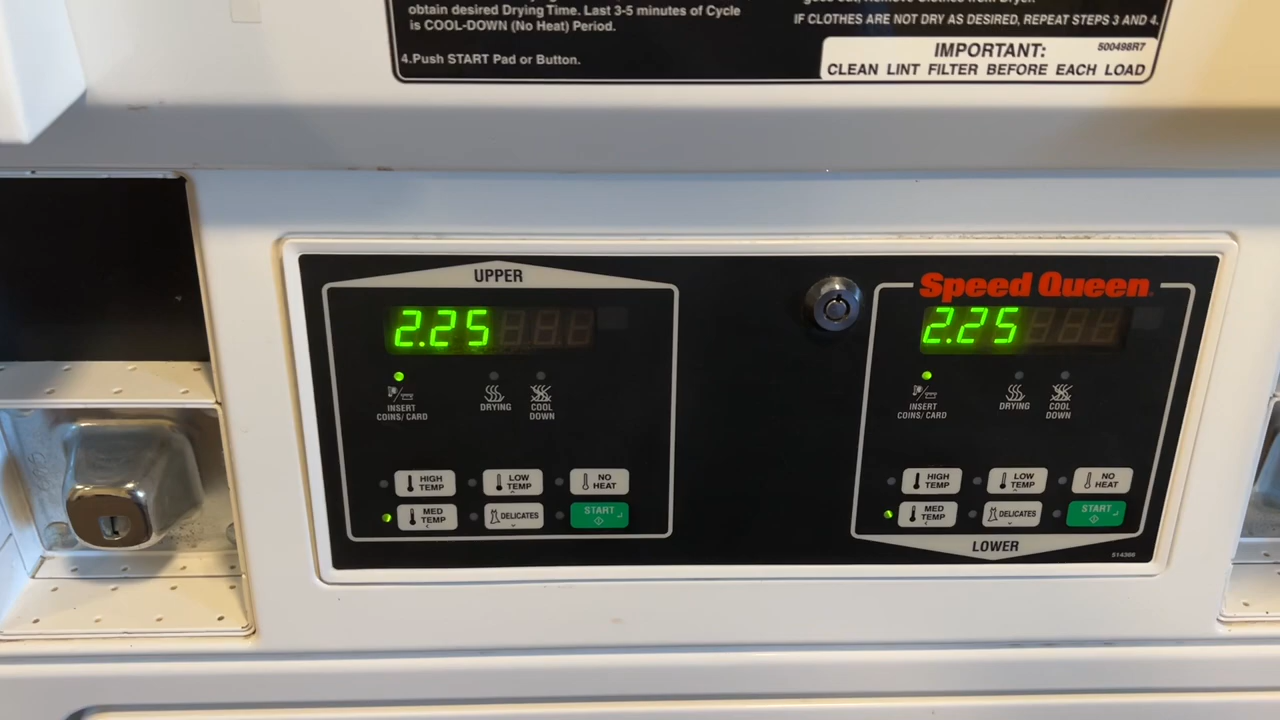 obtain desired Drying Time. Last 3-5 minutes of Cycle
is COOL-DOWN (No Heat) Period.
4.Push START Pad or Button.
IF CLOTHES ARE NOT DRY AS DESIRED, REPEAT STEPS 3 AND 4.
IMPORTANT: 500498R7
CLEAN LINT FILTER BEFORE EACH LOAD
UPPER
2.25
INSERT
COINS/CARD
DRYING
COOL
DOWN
HIGH
TEMP
LOW
TEMP
NO
HEAT
MED
TEMP
DELICATES
START
Speed Queen
2.25
INSERT
COINS/CARD
DRYING
COOL
DOWN
HIGH
TEMP
LOW
TEMP
NO
HEAT
MED
TEMP
DELICATES
START
LOWER
514366